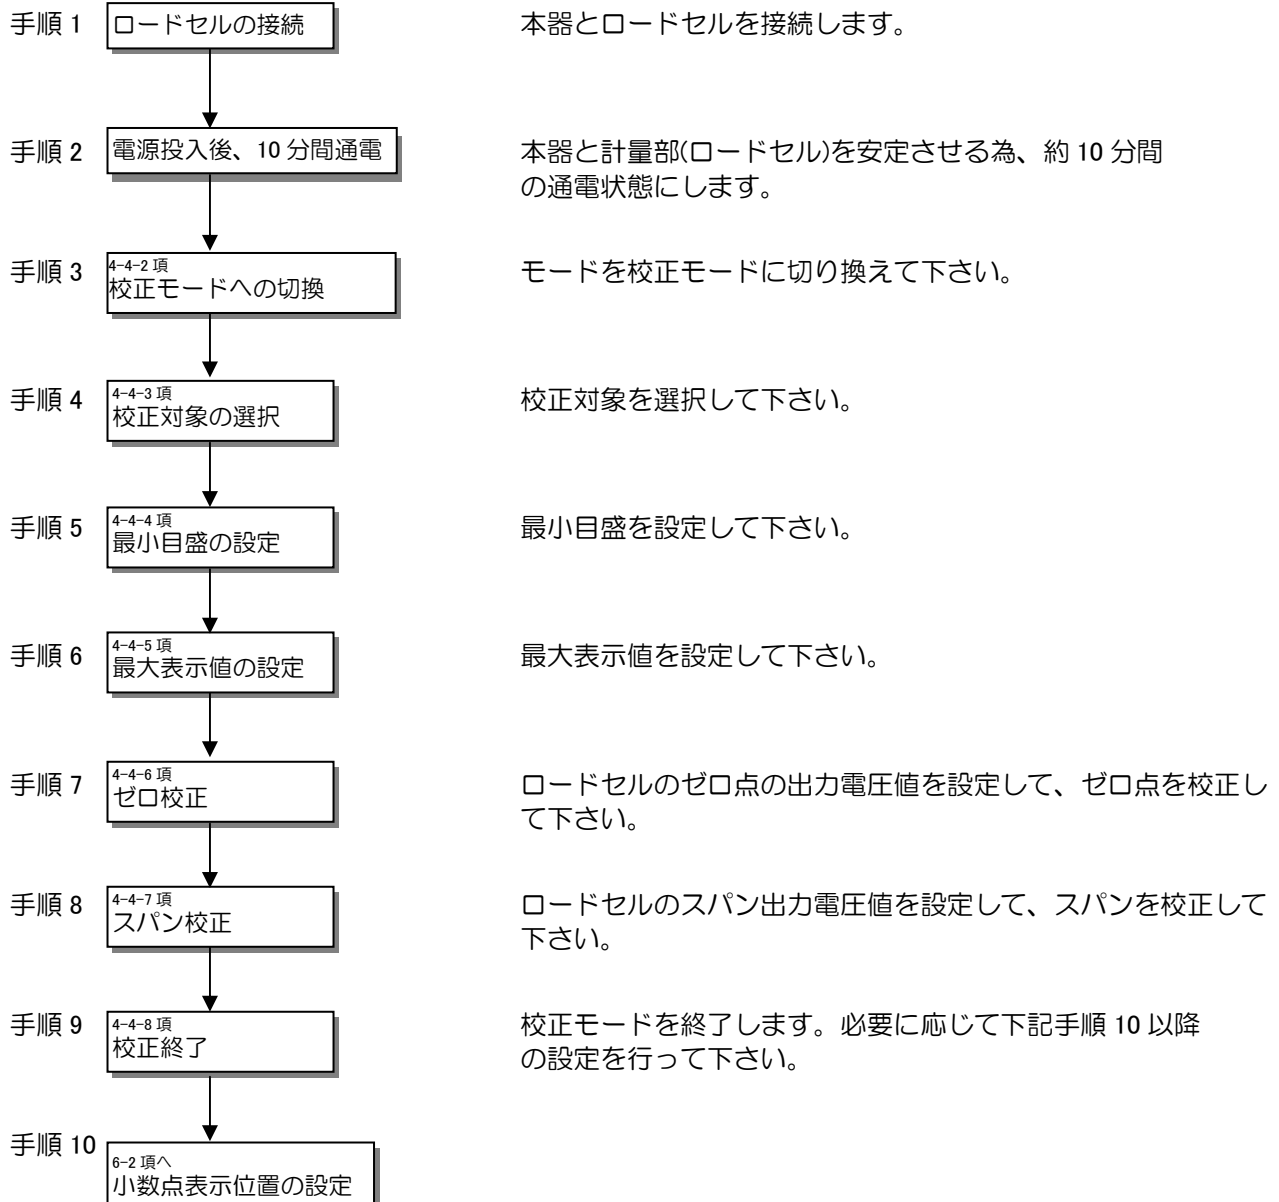 手順 1
ロードセルの接続
本器とロードセルを接続します。
手順 2
電源投入後、10 分間通電
本器と計量部(ロードセル)を安定させる為、約 10 分間
の通電状態にします。
手順 3
4-4-2 項
校正モードへの切換
モードを校正モードに切り換えて下さい。
手順 4
4-4-3 項
校正対象の選択
校正対象を選択して下さい。
手順 5
4-4-4 項
最小目盛の設定
最小目盛を設定して下さい。
手順 6
4-4-5 項
最大表示値の設定
最大表示値を設定して下さい。
手順 7
4-4-6 項
ゼロ校正
ロードセルのゼロ点の出力電圧値を設定して、ゼロ点を校正し
て下さい。
手順 8
4-4-7 項
スパン校正
ロードセルのスパン出力電圧値を設定して、スパンを校正して
下さい。
手順 9
4-4-8 項
校正終了
校正モードを終了します。必要に応じて下記手順 10 以降
の設定を行って下さい。
手順 10
6-2 項へ
小数点表示位置の設定